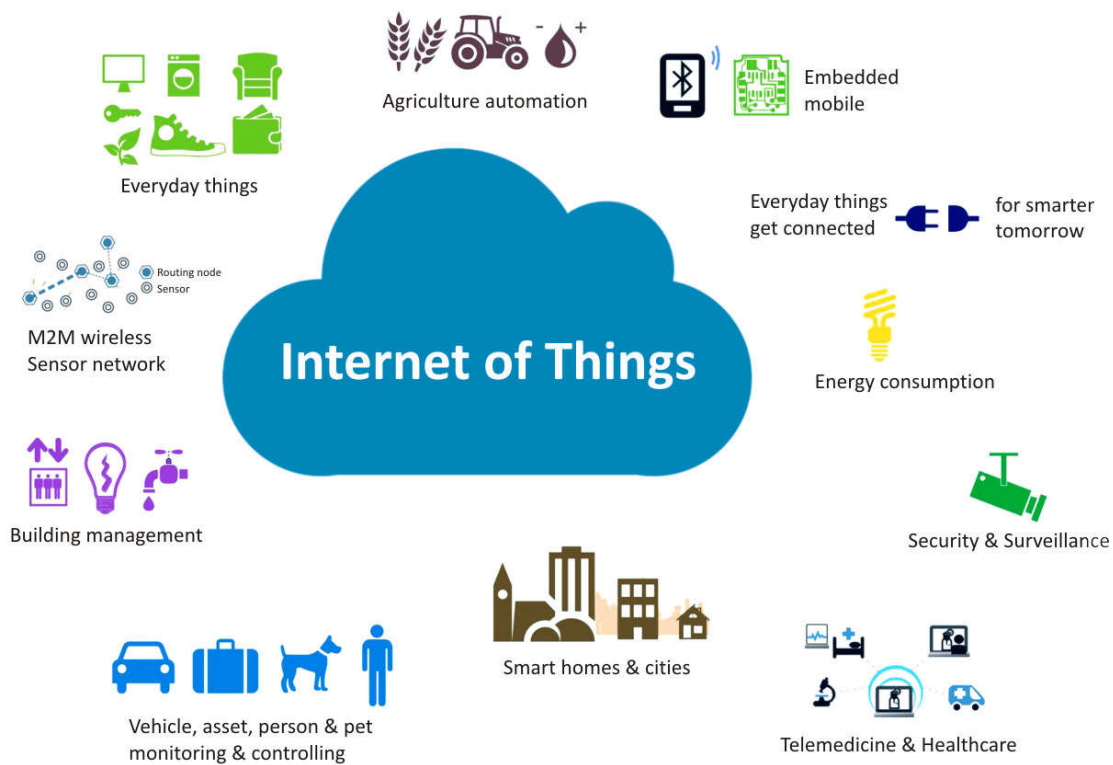 Agriculture automation
Embedded
mobile
Everyday things
Everyday things
get connected
for smarter
tomorrow
Routing node
Sensor
M2M wireless
Sensor network
Internet of Things
Energy consumption
Building management
Security & Surveillance
Smart homes & cities
Vehicle, asset, person & pet
monitoring & controlling
Telemedicine & Healthcare